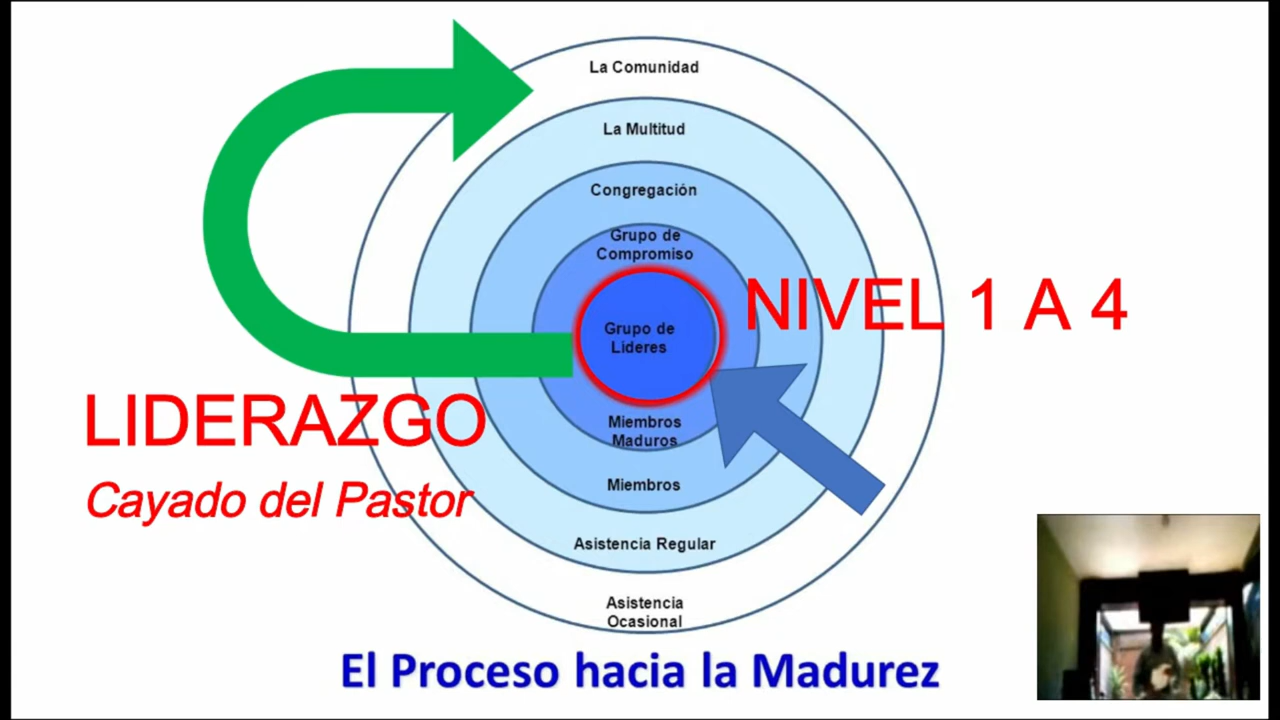 La Comunidad
La Multitud
Congregación
Grupo de
Compromiso
NIVEL 1 A 4
Grupo de
Lideres
LIDERAZGO
Miembros
Maduros
Cayado del Pastor
Miembros
Asistencia Regular
Asistencia
Ocasional
El Proceso hacia la Madurez